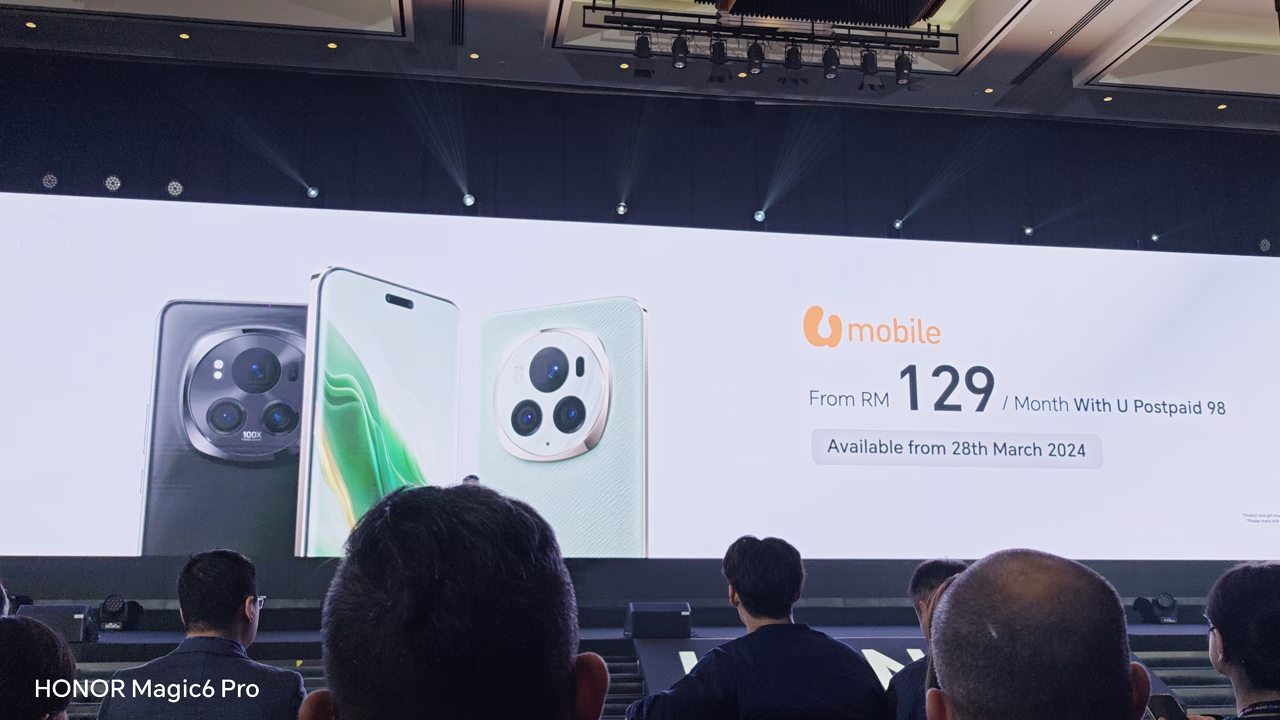 U mobile
From RM 129 / Month With U Postpaid 98
Available from 28th March 2024
100X
HONOR Magic6 Pro